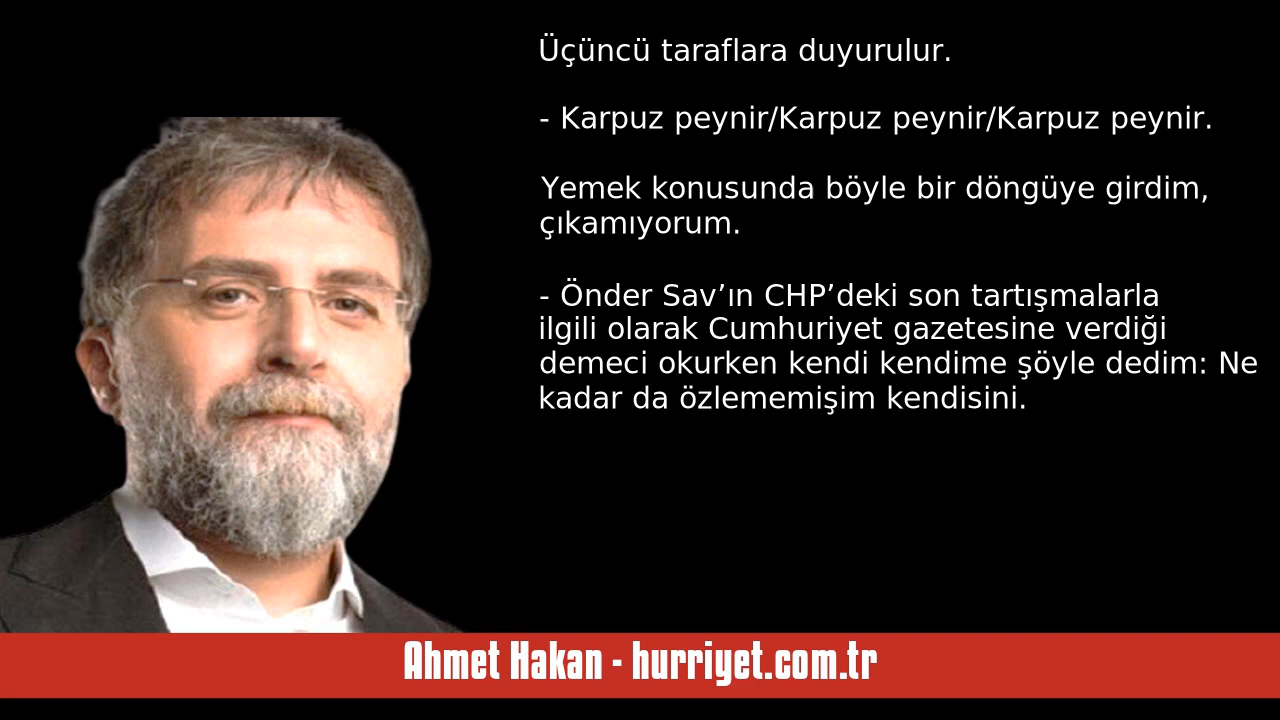 Üçüncü taraflara duyurulur.
- Karpuz peynir/Karpuz peynir/Karpuz peynir.
Yemek konusunda böyle bir döngüye girdim,
çıkamıyorum.
- Önder Sav’ın CHP’deki son tartışmalarla
ilgili olarak Cumhuriyet gazetesine verdiği
demeci okurken kendi kendime şöyle dedim: Ne
kadar da özlememişim kendisini.
Ahmet Hakan - hurriyet.com.tr